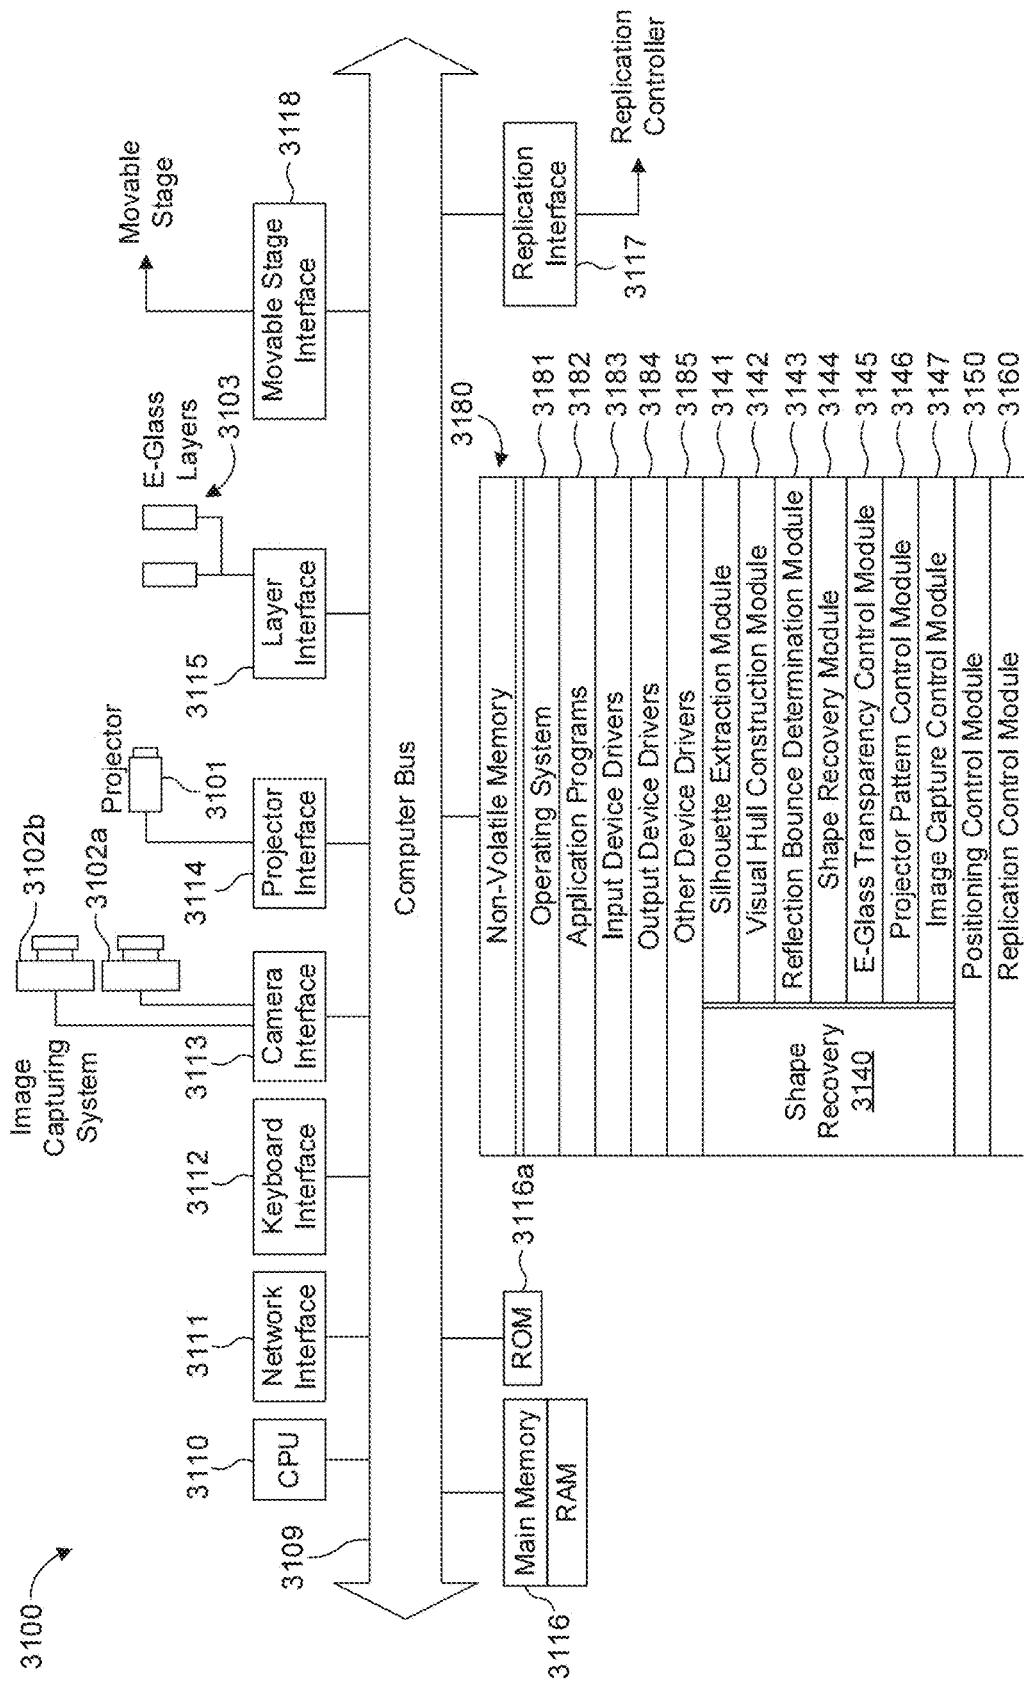 3100
3109
3110
CPU
3111
Network
Interface
3112
Keyboard
Interface
Image
Capturing
System
3113
Camera
Interface
3102b
3102a
3114
Projector
Interface
Projector
3101
3115
Layer
Interface
E-Glass
Layers
3103
Movable Stage
Interface
3118
Movable
Stage
Computer Bus
3116
Main Memory
RAM
ROM
3116a
3180
Non-Volatile Memory
Operating System
3181
Application Programs
3182
Input Device Drivers
3183
Output Device Drivers
3184
Other Device Drivers
3185
Shape
Recovery
3140
Silhouette Extraction Module
3141
Visual Hull Construction Module
3142
Reflection Bounce Determination Module
3143
Shape Recovery Module
3144
E-Glass Transparency Control Module
3145
Projector Pattern Control Module
3146
Image Capture Control Module
3147
Positioning Control Module
3150
Replication Control Module
3160
Replication
Interface
3117
Replication
Controller